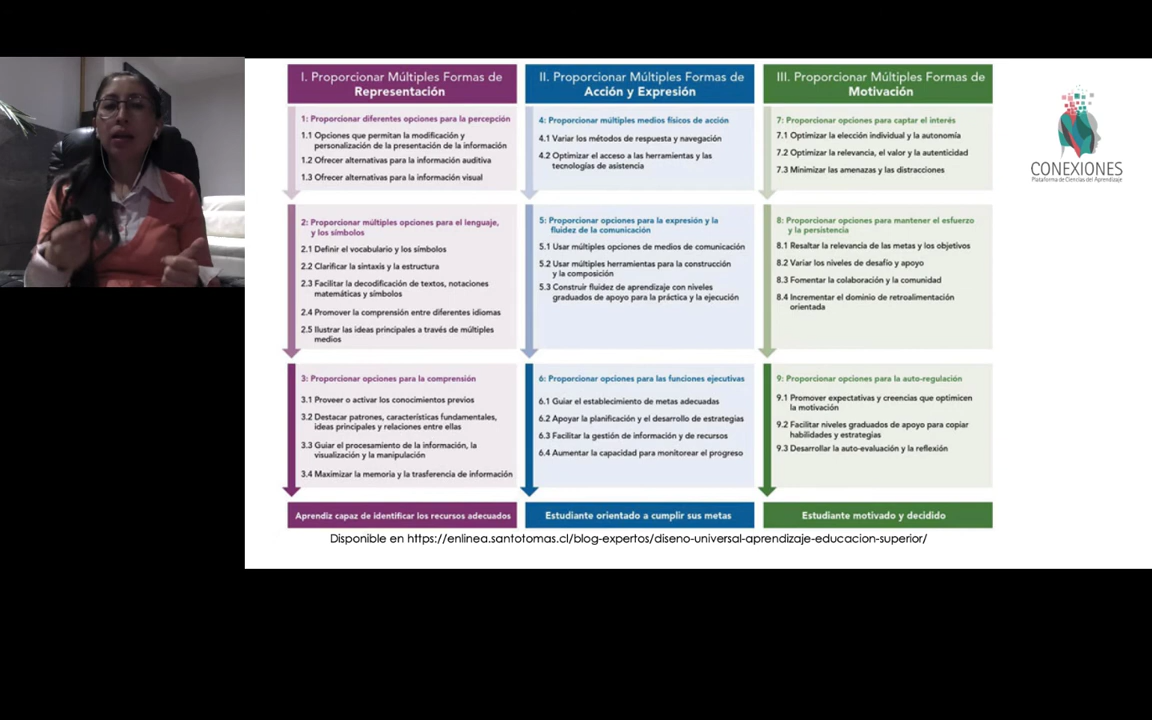 I. Proporcionar Múltiples Formas de
Representación
1: Proporcionar diferentes opciones para la percepción
1.1 Opciones que permitan la modificación y
personalización de la presentación de la información
1.2 Ofrecer alternativas para la información auditiva
1.3 Ofrecer alternativas para la información visual
2: Proporcionar múltiples opciones para el lenguaje,
y los símbolos
2.1 Definir el vocabulario y los símbolos
2.2 Clarificar la sintaxis y la estructura
2.3 Facilitar la decodificación de textos, notaciones
matemáticas y símbolos
2.4 Promover la comprensión entre diferentes idiomas
2.5 Ilustrar las ideas principales a través de múltiples
medios
3: Proporcionar opciones para la comprensión
3.1 Proveer o activar los conocimientos previos
3.2 Destacar patrones, características fundamentales,
ideas principales y relaciones entre ellas
3.3 Guiar el procesamiento de la información, la
visualización y la manipulación
3.4 Maximizar la memoria y la trasferencia de información
Aprendiz capaz de identificar los recursos adecuados
II. Proporcionar Múltiples Formas de
Acción y Expresión
4: Proporcionar múltiples medios físicos de acción
4.1 Variar los métodos de respuesta y navegación
4.2 Optimizar el acceso a las herramientas y las
tecnologías de asistencia
5: Proporcionar opciones para la expresión y la
fluidez de la comunicación
5.1 Usar múltiples opciones de medios de comunicación
5.2 Usar múltiples herramientas para la construcción
y la composición
5.3 Construir fluidez de aprendizaje con niveles
graduados de apoyo para la práctica y la ejecución
6: Proporcionar opciones para las funciones ejecutivas
6.1 Guiar el establecimiento de metas adecuadas
6.2 Apoyar la planificación y el desarrollo de estrategias
6.3 Facilitar la gestión de información y de recursos
6.4 Aumentar la capacidad para monitorear el progreso
Estudiante orientado a cumplir sus metas
III. Proporcionar Múltiples Formas de
Motivación
7: Proporcionar opciones para captar el interés
7.1 Optimizar la elección individual y la autonomía
7.2 Optimizar la relevancia, el valor y la autenticidad
7.3 Minimizar las amenazas y las distracciones
8: Proporcionar opciones para mantener el esfuerzo
y la persistencia
8.1 Resaltar la relevancia de las metas y los objetivos
8.2 Variar los niveles de desafío y apoyo
8.3 Fomentar la colaboración y la comunidad
8.4 Incrementar el dominio de retroalimentación
orientada
9: Proporcionar opciones para la auto-regulación
9.1 Promover expectativas y creencias que optimicen
la motivación
9.2 Facilitar niveles graduados de apoyo para copiar
habilidades y estrategias
9.3 Desarrollar la auto-evaluación y la reflexión
Estudiante motivado y decidido
Disponible en https://enlinea.santotomas.cl/blog-expertos/diseno-universal-aprendizaje-educacion-superior/
CONEXIONES
Plataforma de Ciencias del Aprendizaje